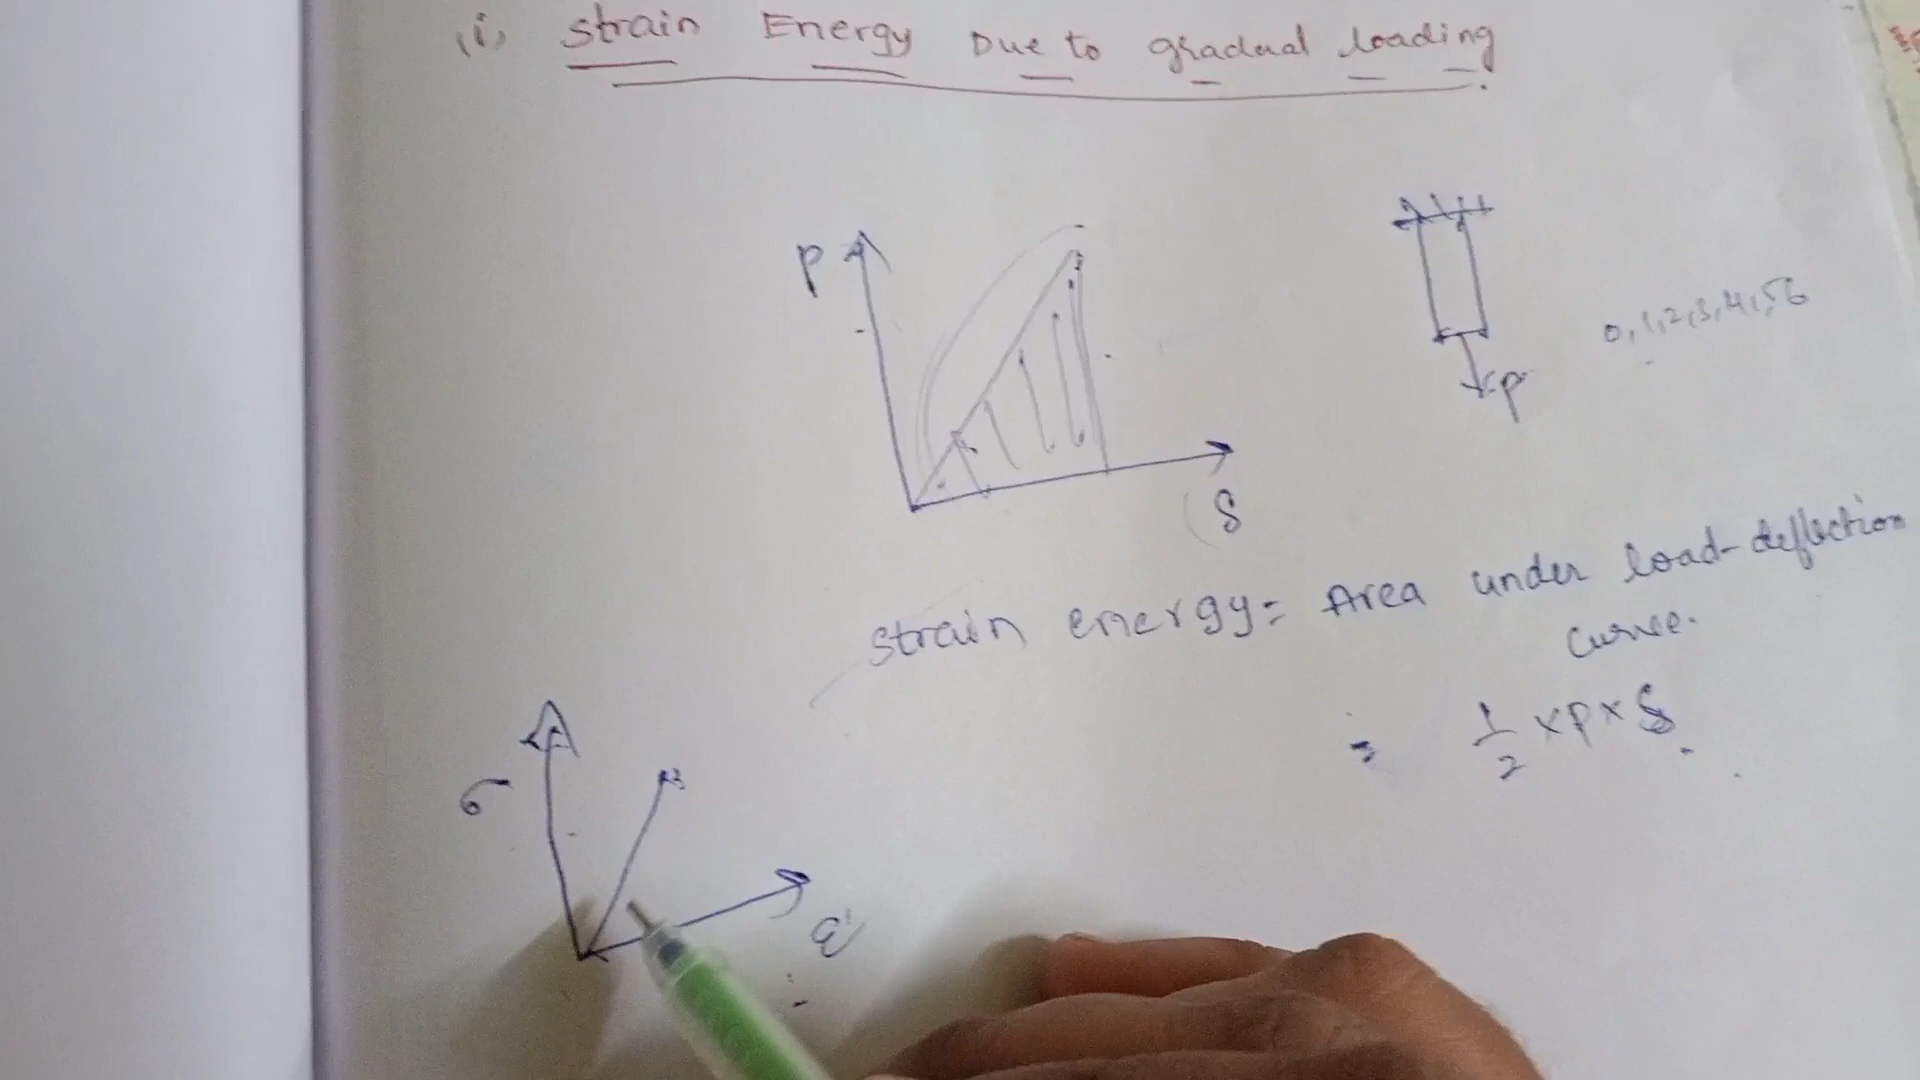 (i) Strain Energy Due to gradual loading.
P
0,1,2,3,4,5,6
P
δ
Strain energy = Area under load-deflection
curve.
= 1/2 × P × δ.
σ
ε